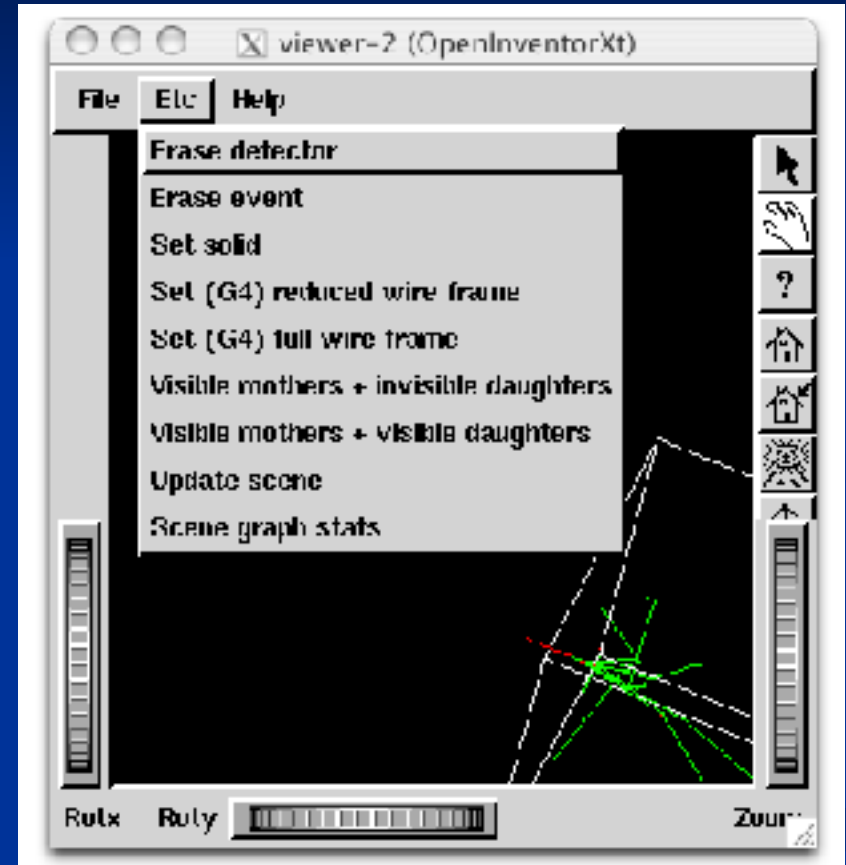 viewer-2 (OpenInventorXt)
File Etc Help
Erase detector
Erase event
Set solid
Set (G4) reduced wire frame
Set (G4) full wire frame
Visible mothers + invisible daughters
Visible mothers + visible daughters
Update scene
Scene graph stats
?
Rotx Roty Zoom